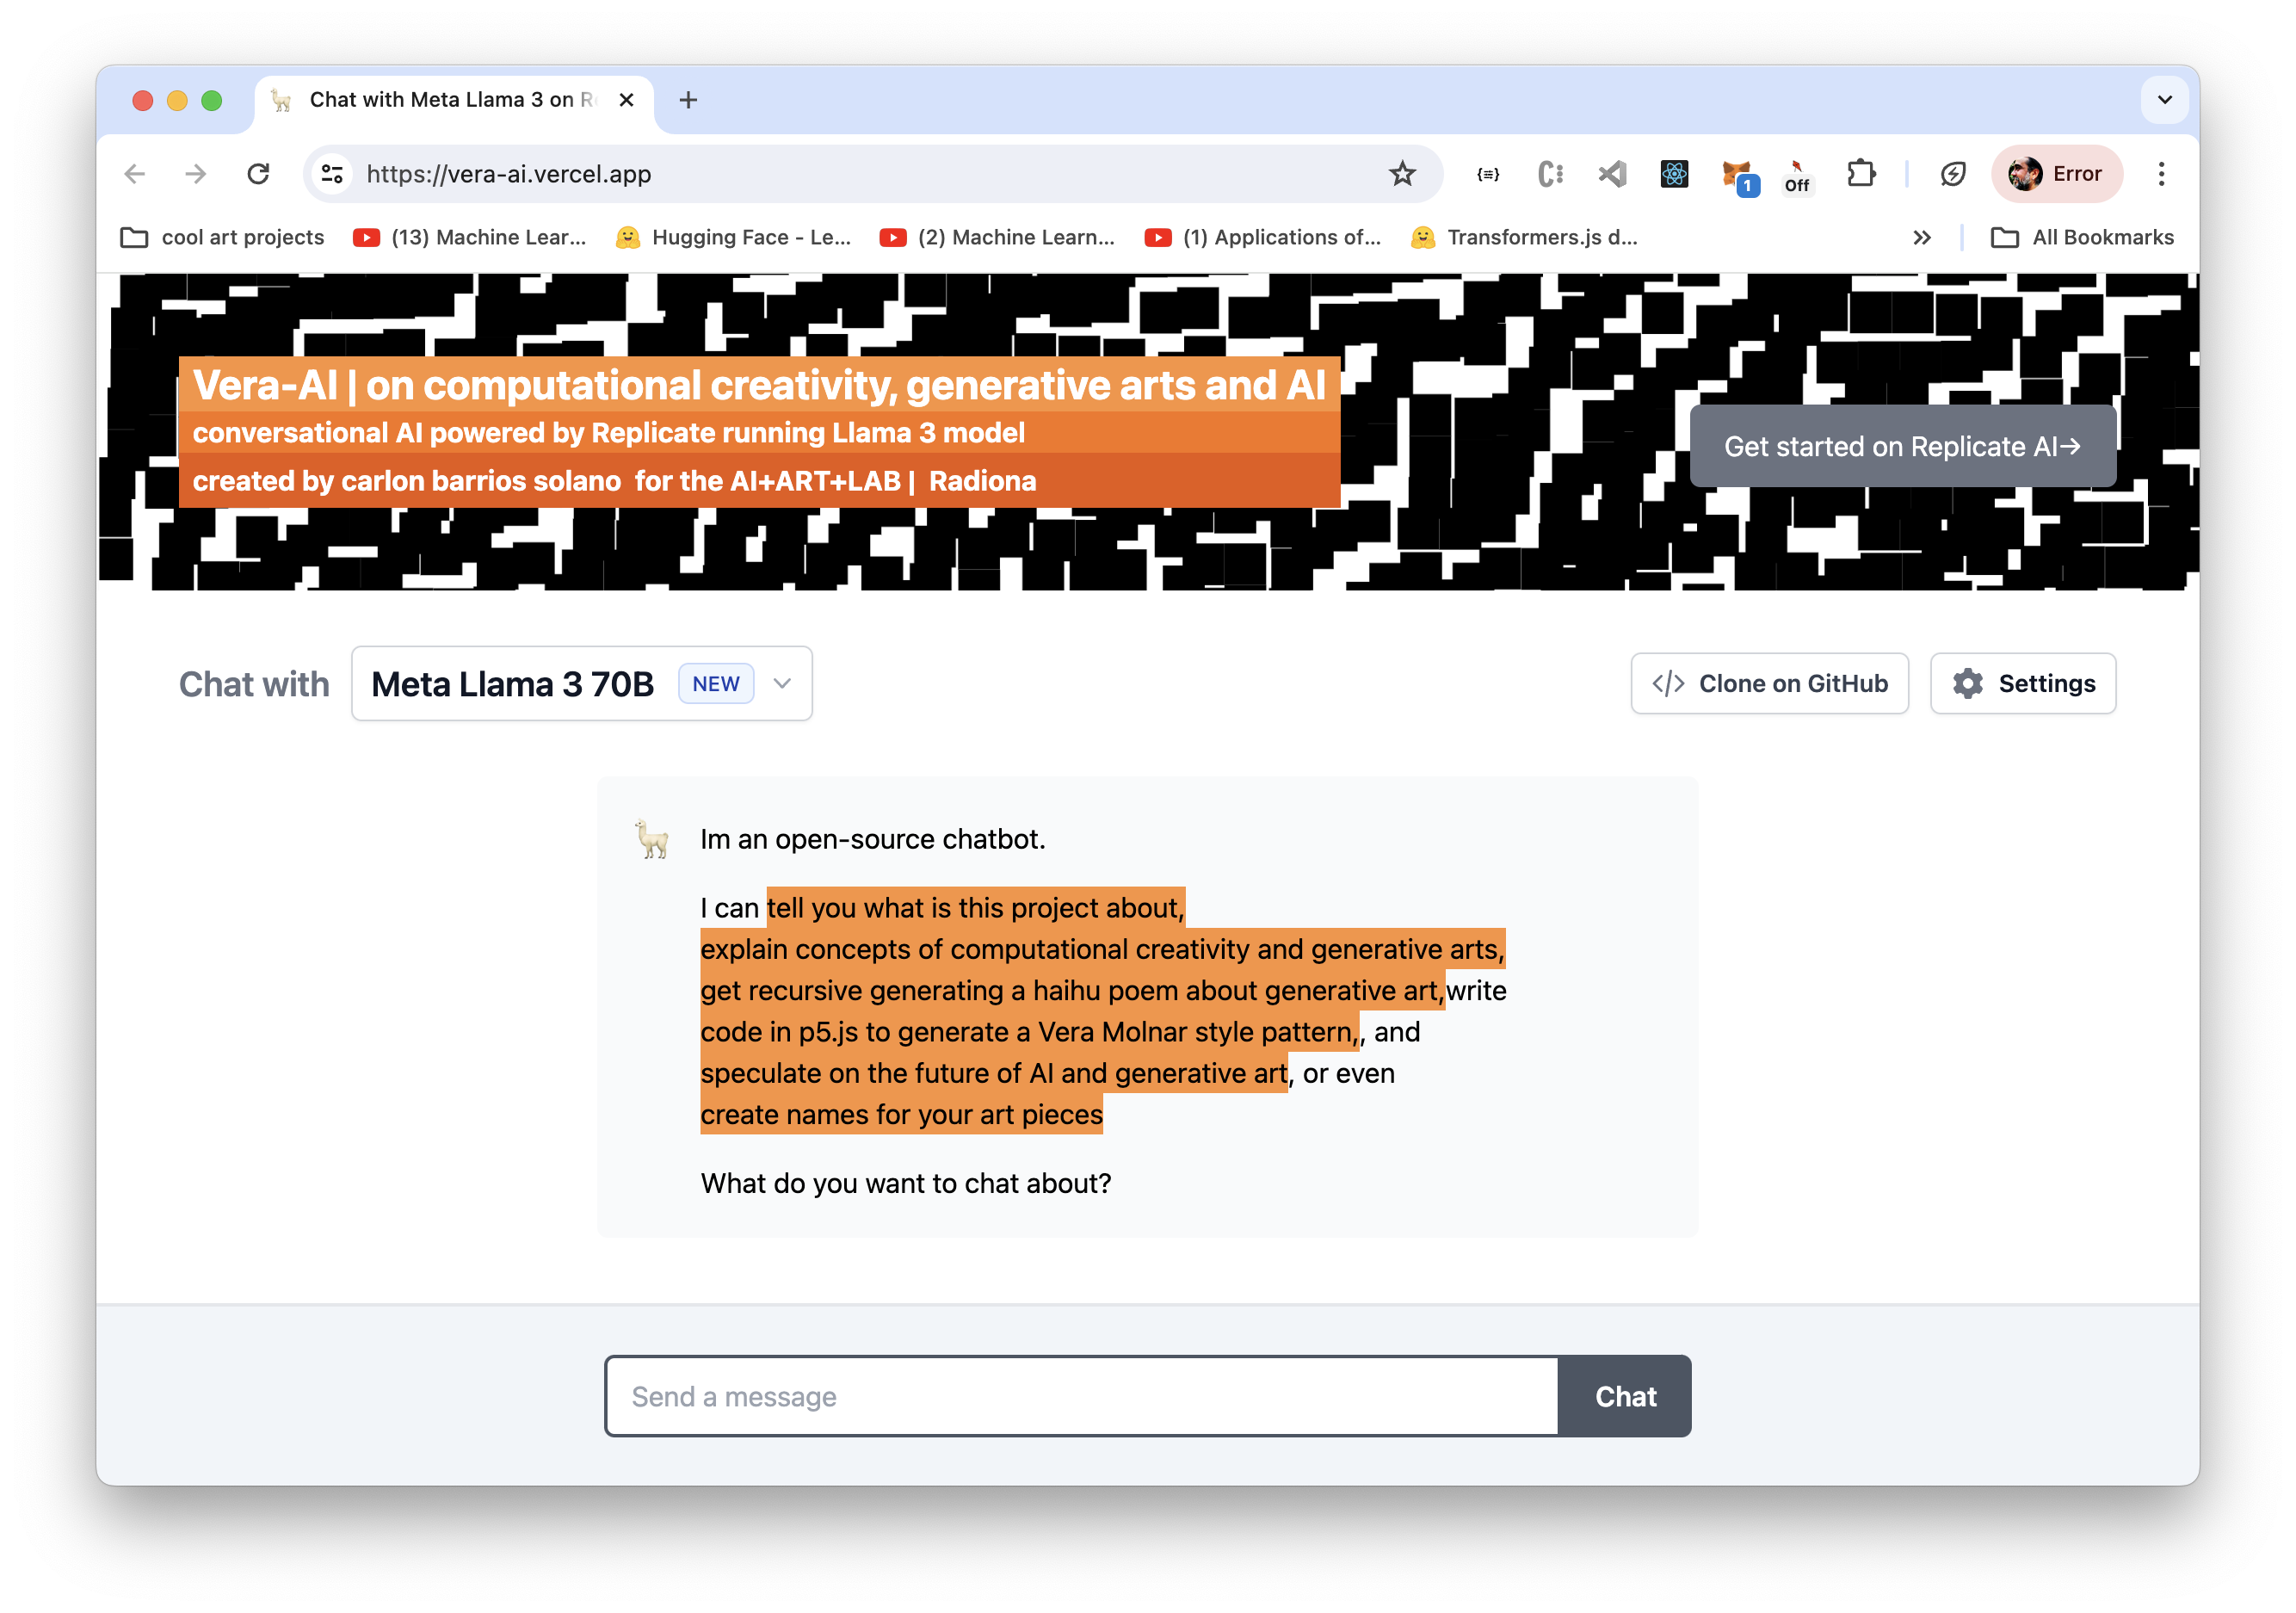 Chat with Meta Llama 3 on R
https://vera-ai.vercel.app
1
Off
Error
cool art projects
(13) Machine Lear...
Hugging Face - Le...
(2) Machine Learn...
(1) Applications of...
Transformers.js d...
All Bookmarks
Vera-AI | on computational creativity, generative arts and AI
conversational AI powered by Replicate running Llama 3 model
created by carlon barrios solano for the AI+ART+LAB | Radiona
Get started on Replicate AI→
Chat with
Meta Llama 3 70B
NEW
Clone on GitHub
Settings
Im an open-source chatbot.
I can tell you what is this project about,
explain concepts of computational creativity and generative arts,
get recursive generating a haihu poem about generative art,write
code in p5.js to generate a Vera Molnar style pattern,, and
speculate on the future of AI and generative art, or even
create names for your art pieces
What do you want to chat about?
Send a message
Chat